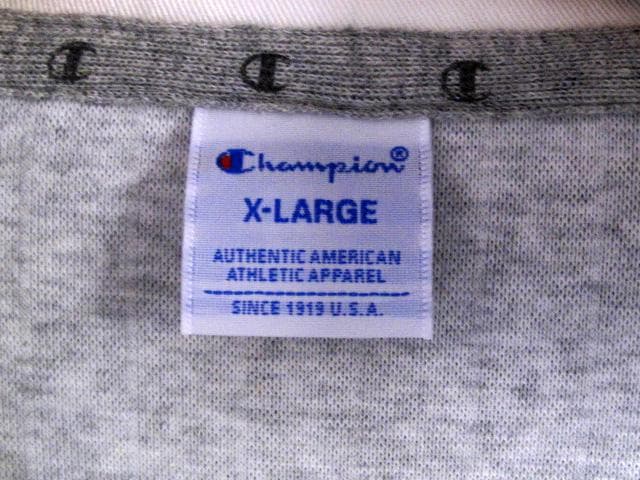 Champion®
X-LARGE
AUTHENTIC AMERICAN
ATHLETIC APPAREL
SINCE 1919 U.S.A.